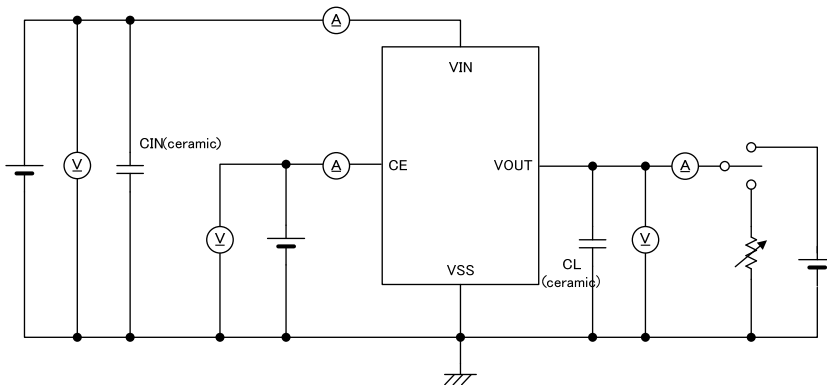 A
VIN
CIN(ceramic)
V
A
CE
VOUT
A
V
V
VSS
CL
(ceramic)